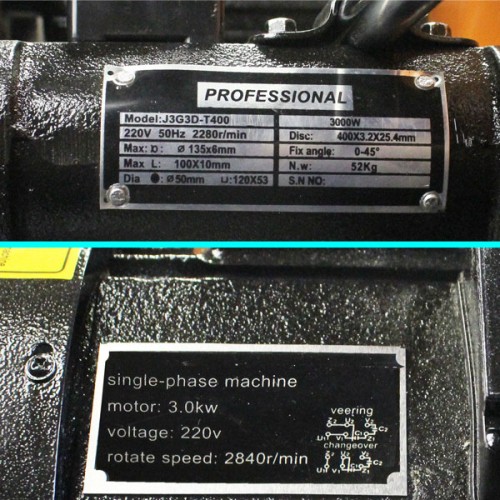 PROFESSIONAL
Model:J3G3D-T400 3000W
220V 50Hz 2280r/min Disc: 400X3.2X25.4mm
Max: D: Ø 135x6mm Fix angle: 0-45°
Max L: 100X10mm N.w: 52Kg
Dia ●: Ø50mm ⊔:120X53 S.N NO:
single-phase machine
motor: 3.0kw
voltage: 220v
rotate speed: 2840r/min
veering
changeover